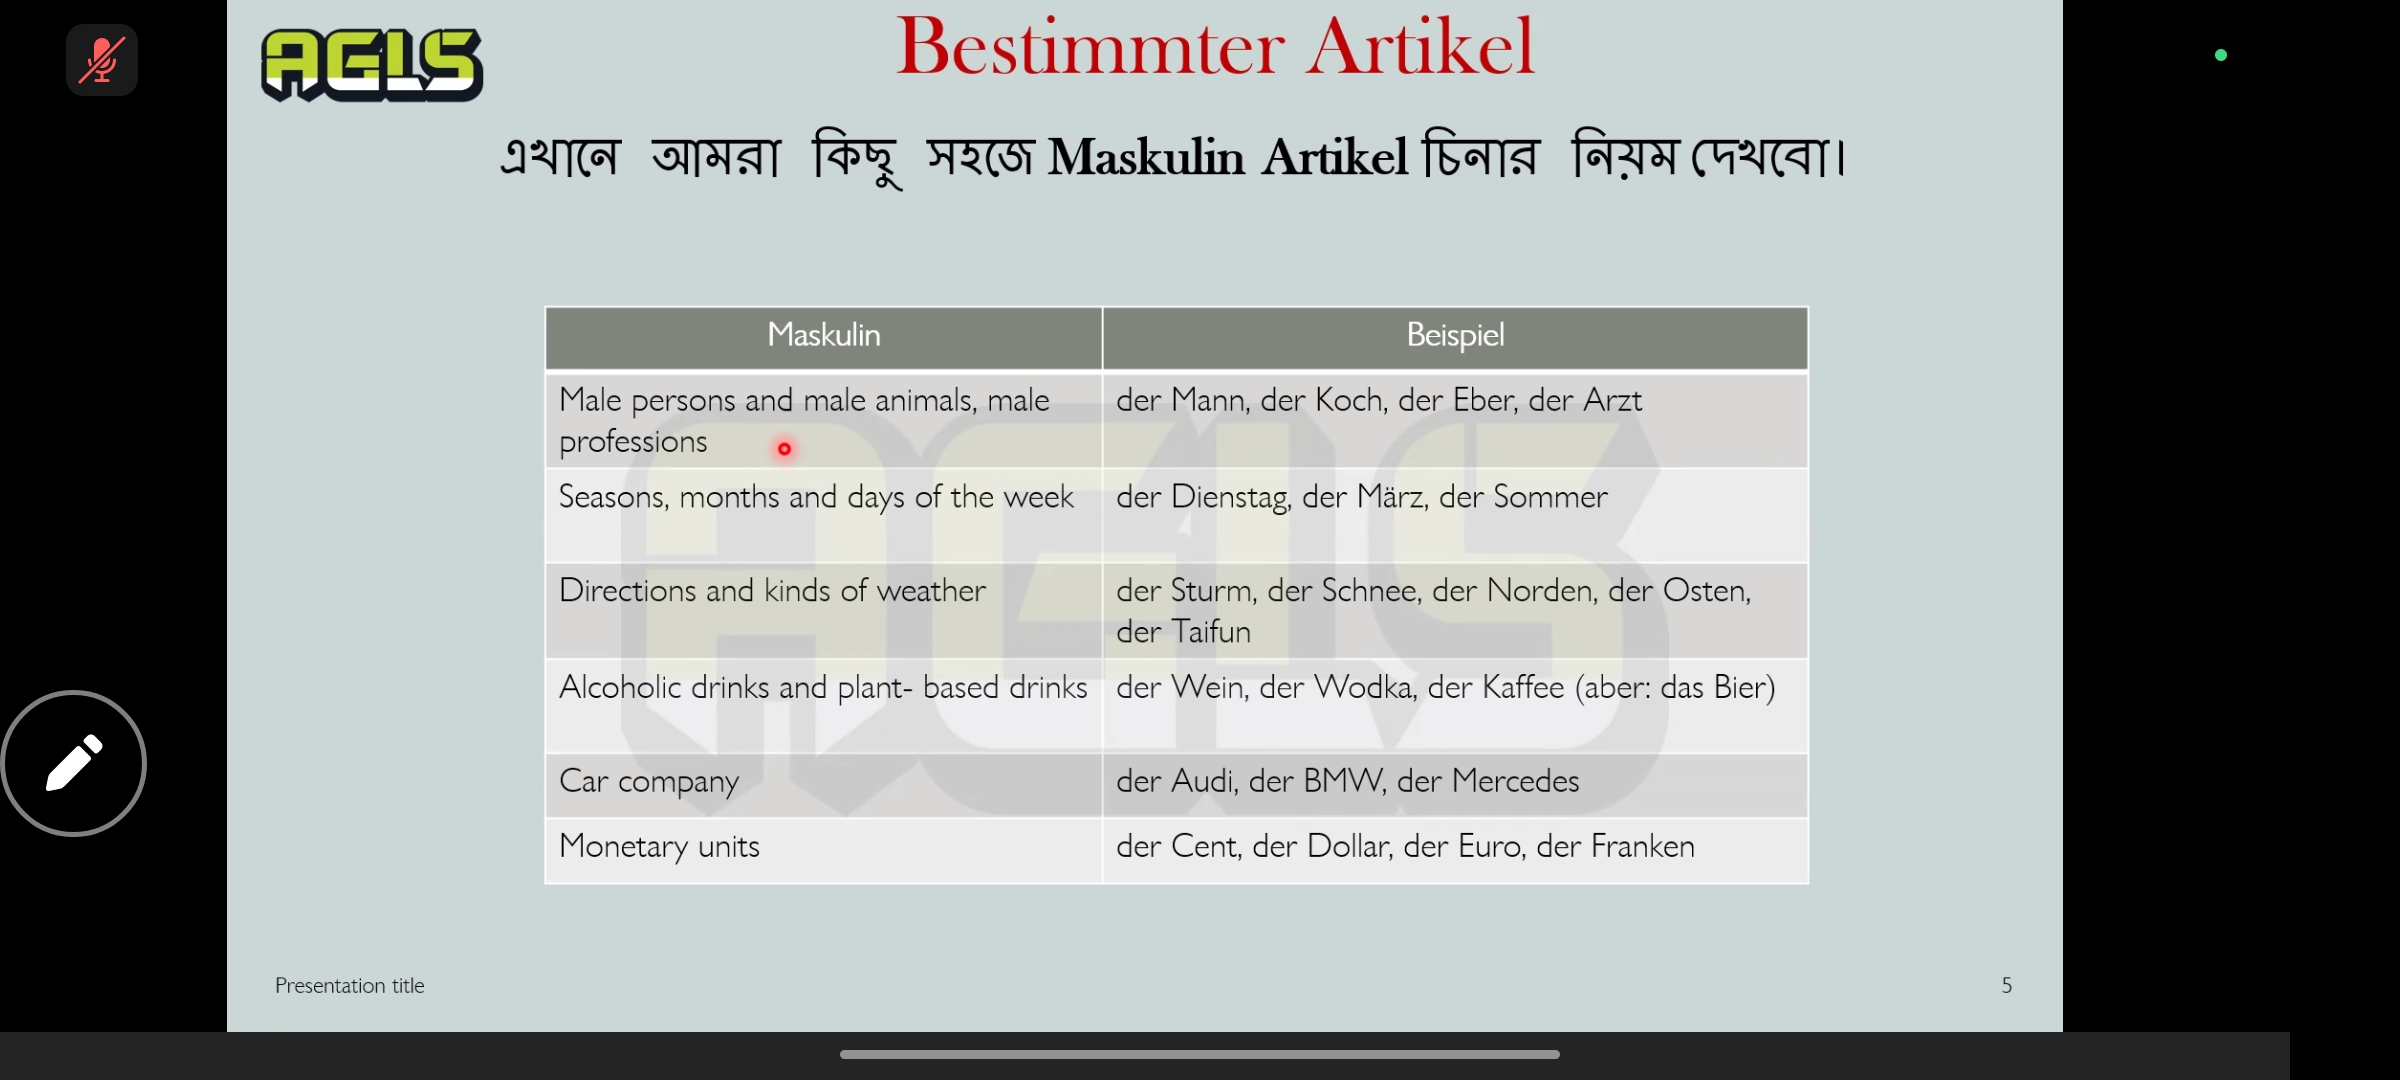 AGLS
Bestimmter Artikel
এখানে আমরা কিছু সহজে Maskulin Artikel চিনার নিয়ম দেখবো।
Maskulin
Beispiel
Male persons and male animals, male
professions
der Mann, der Koch, der Eber, der Arzt
Seasons, months and days of the week
der Dienstag, der März, der Sommer
Directions and kinds of weather
der Sturm, der Schnee, der Norden, der Osten,
der Taifun
Alcoholic drinks and plant- based drinks
der Wein, der Wodka, der Kaffee (aber: das Bier)
Car company
der Audi, der BMW, der Mercedes
Monetary units
der Cent, der Dollar, der Euro, der Franken
AGLS
Presentation title
5